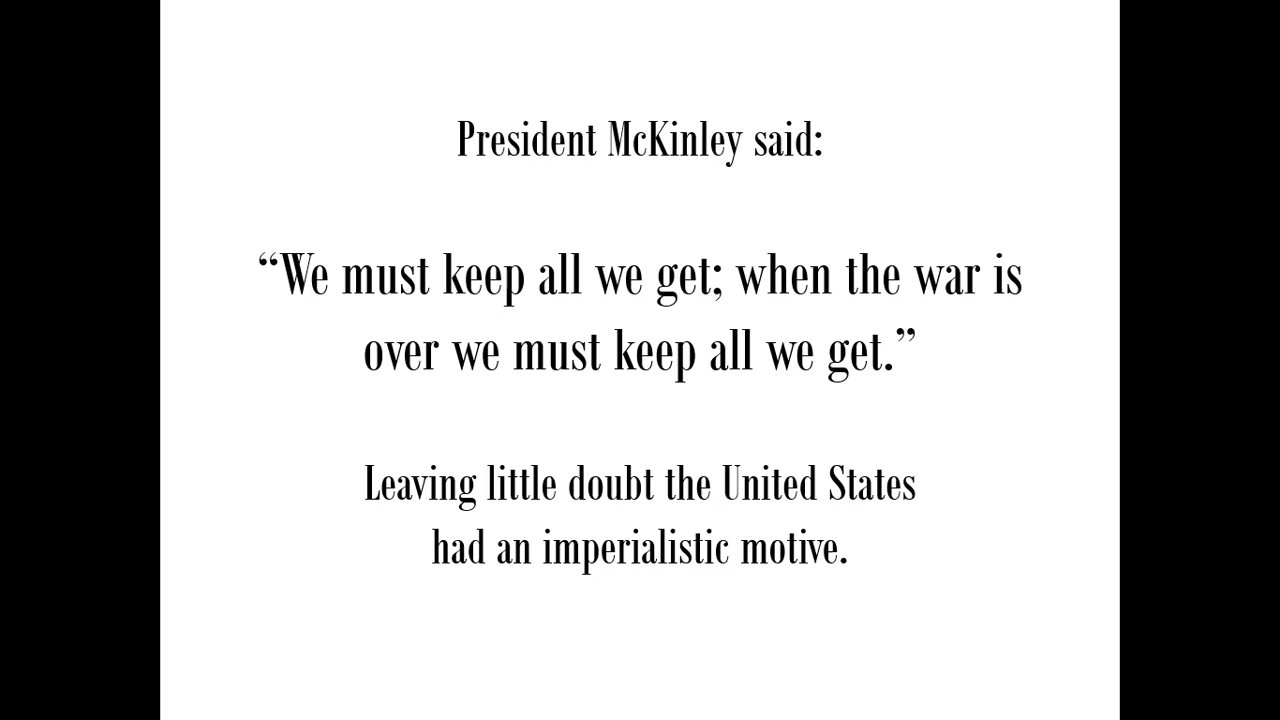 President McKinley said:
“We must keep all we get; when the war is
over we must keep all we get.”
Leaving little doubt the United States
had an imperialistic motive.